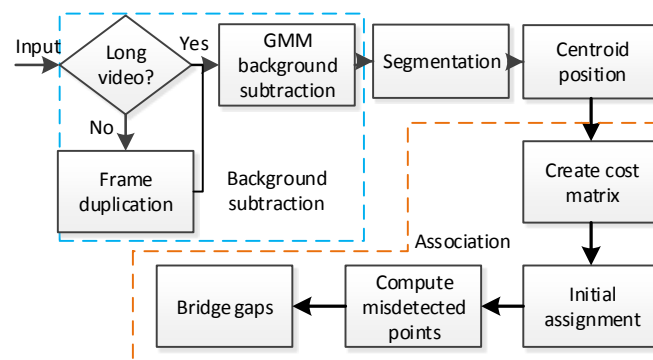 Input
Long
video?
Yes
No
GMM
background
subtraction
Segmentation
Centroid
position
Frame
duplication
Background
subtraction
Create cost
matrix
Association
Initial
assignment
Compute
misdetected
points
Bridge gaps